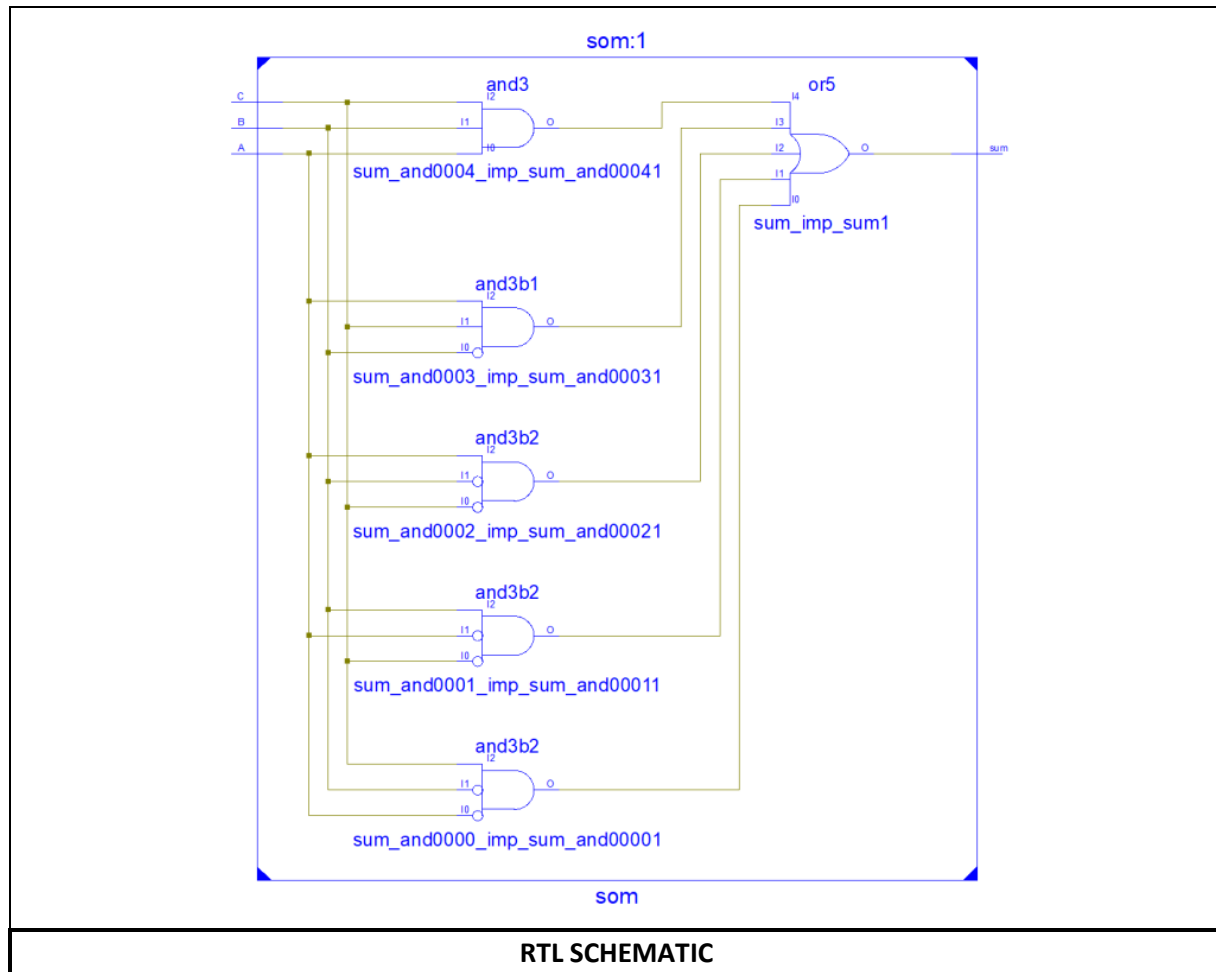 som:1
and3
or5
C
I2
I4
B
I1
O
I3
A
I0
I2
O
sum
sum_and0004_imp_sum_and00041
I1
I0
sum_imp_sum1
and3b1
I2
I1
O
I0
sum_and0003_imp_sum_and00031
and3b2
I2
I1
O
I0
sum_and0002_imp_sum_and00021
and3b2
I2
I1
O
I0
sum_and0001_imp_sum_and00011
and3b2
I2
I1
O
I0
sum_and0000_imp_sum_and00001
som
RTL SCHEMATIC